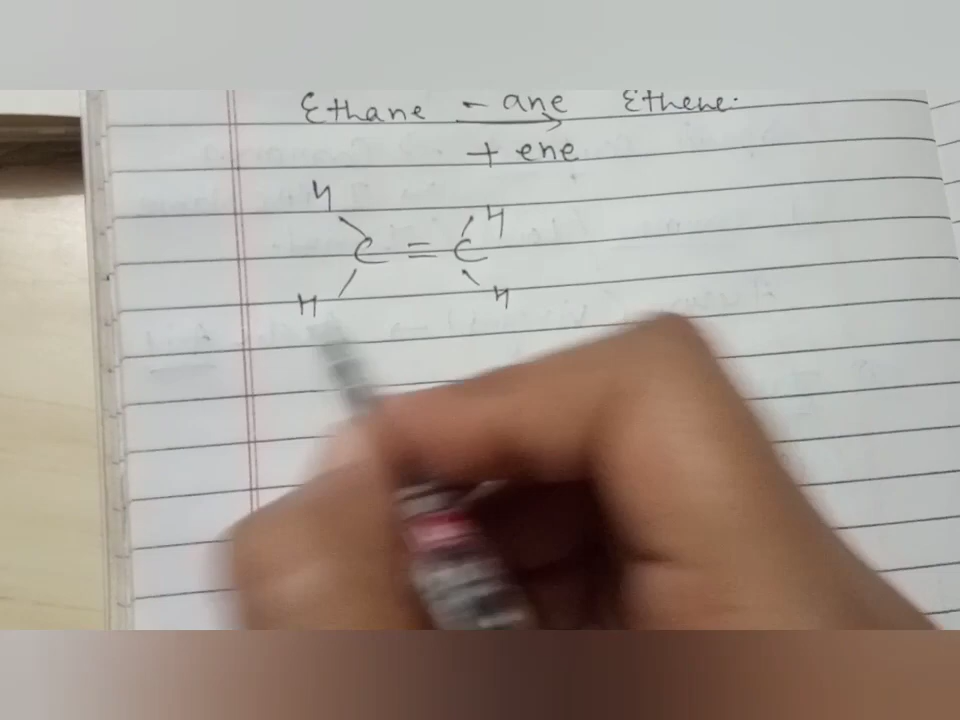 Ethane - ane → Ethene.
+ ene
H H
C = C
H H